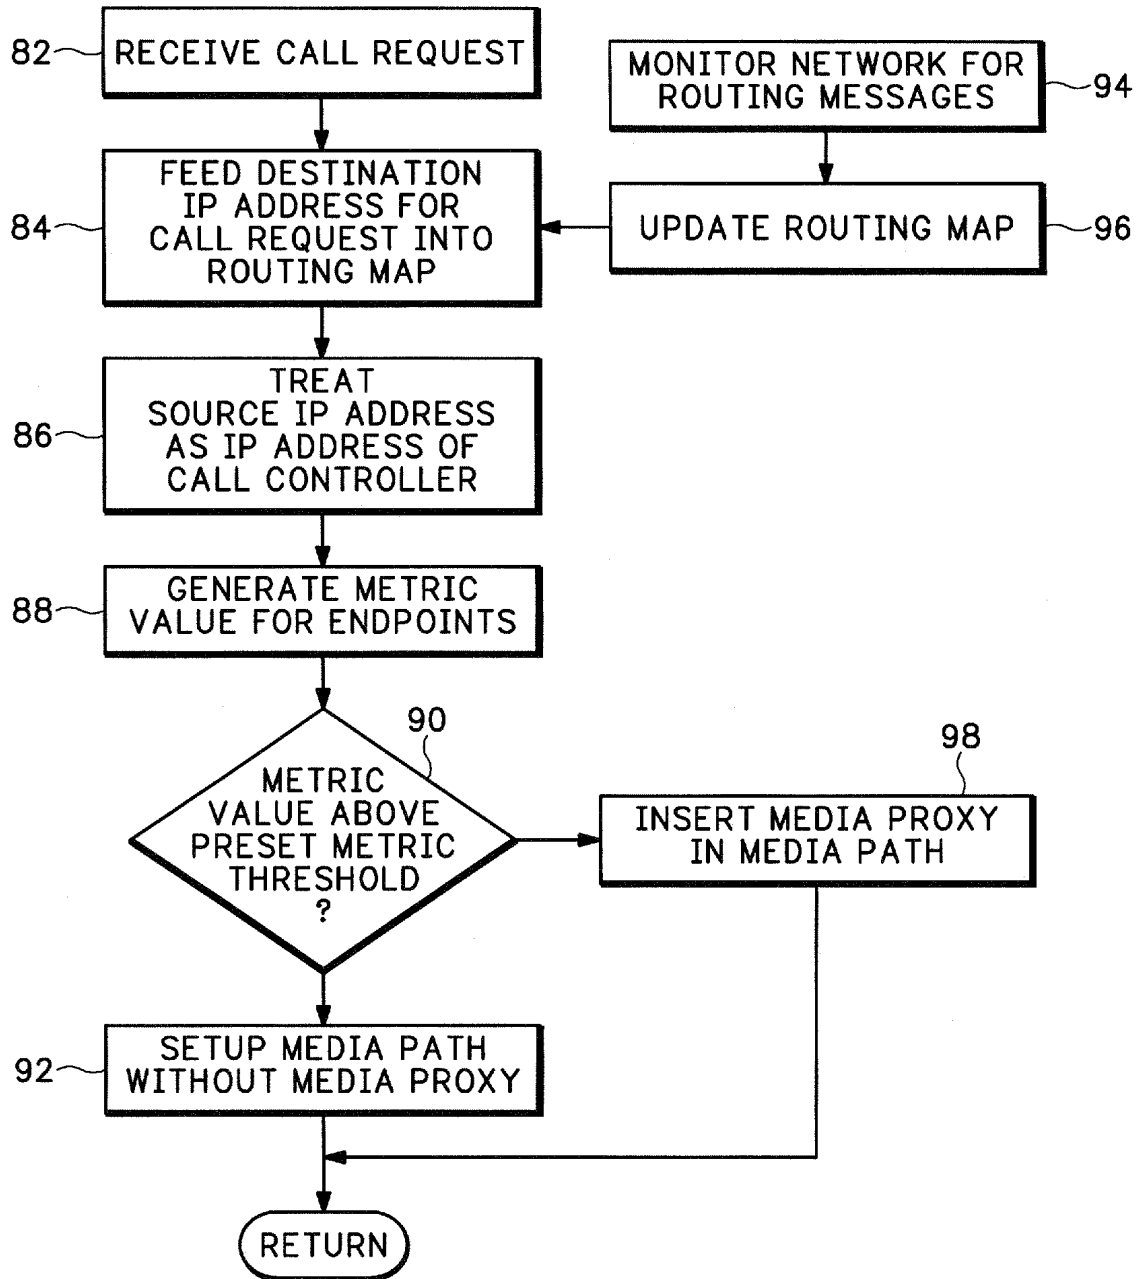 82
RECEIVE CALL REQUEST
MONITOR NETWORK FOR
ROUTING MESSAGES
94
84
FEED DESTINATION
IP ADDRESS FOR
CALL REQUEST INTO
ROUTING MAP
UPDATE ROUTING MAP
96
86
TREAT
SOURCE IP ADDRESS
AS IP ADDRESS OF
CALL CONTROLLER
88
GENERATE METRIC
VALUE FOR ENDPOINTS
90
METRIC
VALUE ABOVE
PRESET METRIC
THRESHOLD
?
98
INSERT MEDIA PROXY
IN MEDIA PATH
92
SETUP MEDIA PATH
WITHOUT MEDIA PROXY
RETURN